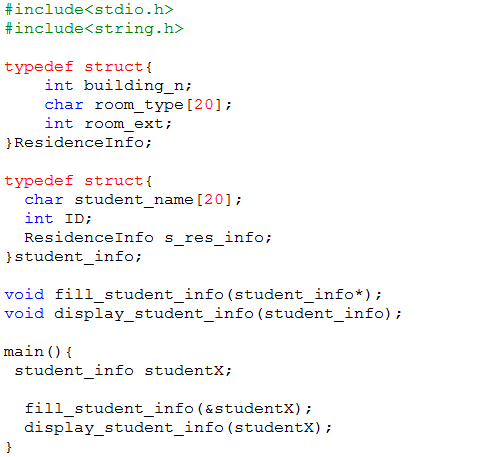 #include<stdio.h>
#include<string.h>
typedef struct{
    int building_n;
    char room_type[20];
    int room_ext;
}ResidenceInfo;
typedef struct{
  char student_name[20];
  int ID;
  ResidenceInfo s_res_info;
}student_info;
void fill_student_info(student_info*);
void display_student_info(student_info);
main(){
 student_info studentX;
  fill_student_info(&studentX);
  display_student_info(studentX);
}